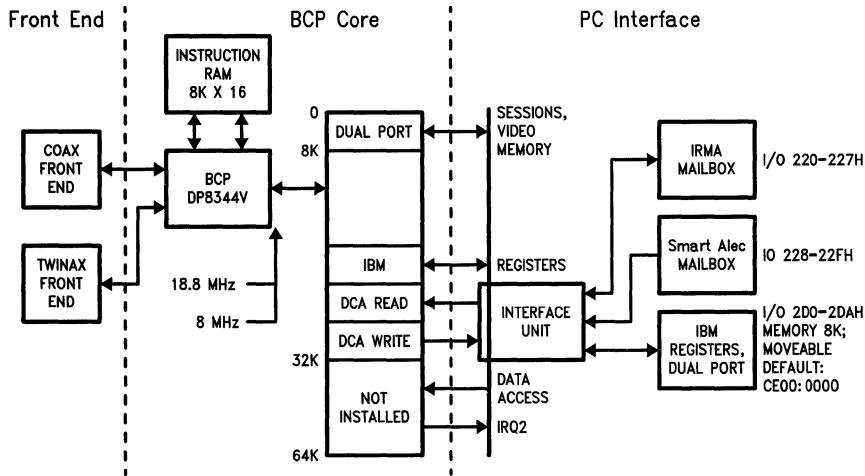 Front End
BCP Core
PC Interface
INSTRUCTION
RAM
8K X 16
COAX
FRONT
END
BCP
DP8344V
TWINAX
FRONT
END
18.8 MHz
8 MHz
0
DUAL PORT
8K
IBM
DCA READ
DCA WRITE
32K
NOT
INSTALLED
64K
SESSIONS,
VIDEO
MEMORY
REGISTERS
INTERFACE
UNIT
DATA
ACCESS
IRQ2
IRMA
MAILBOX
I/O 220-227H
Smart Alec
MAILBOX
IO 228-22FH
IBM
REGISTERS,
DUAL PORT
I/O 2D0-2DAH
MEMORY 8K;
MOVEABLE
DEFAULT:
CE00:0000